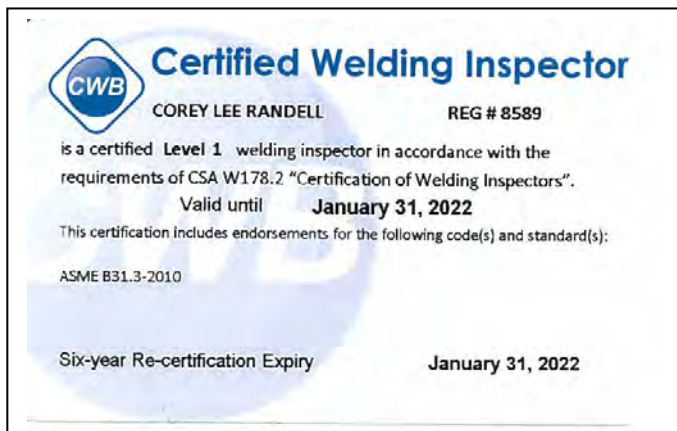 CWB
Certified Welding Inspector
COREY LEE RANDELL REG # 8589
is a certified Level 1 welding inspector in accordance with the
requirements of CSA W178.2 "Certification of Welding Inspectors".
Valid until January 31, 2022
This certification includes endorsements for the following code(s) and standard(s):
ASME B31.3-2010
Six-year Re-certification Expiry January 31, 2022
CWB